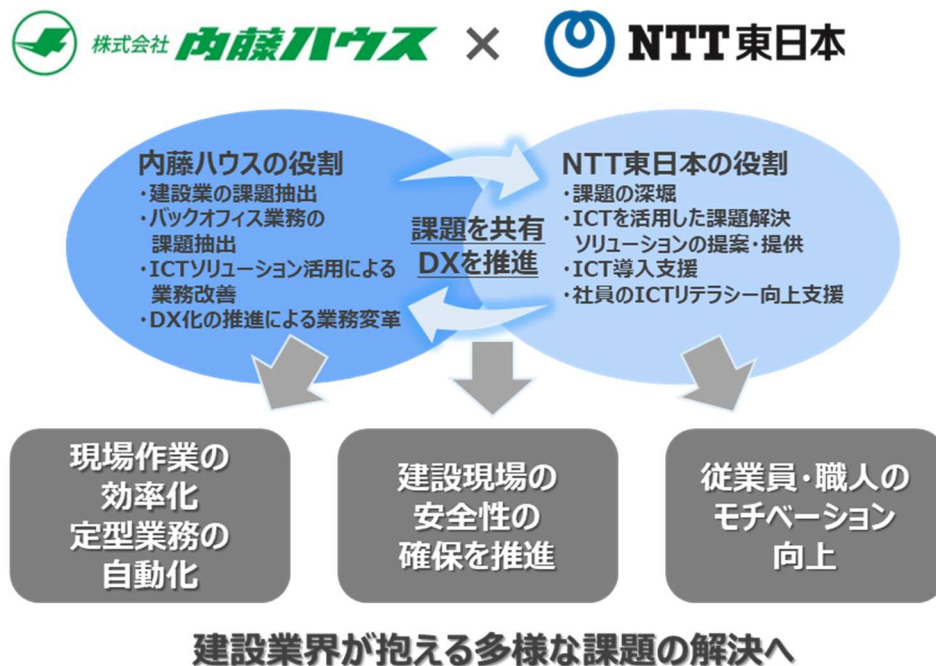 株式会社 内藤ハウス × NTT東日本
内藤ハウスの役割
・建設業の課題抽出
・バックオフィス業務の
課題抽出
・ICTソリューション活用による
業務改善
・DX化の推進による業務変革
課題を共有
DXを推進
NTT東日本の役割
・課題の深堀
・ICTを活用した課題解決
ソリューションの提案・提供
・ICT導入支援
・社員のICTリテラシー向上支援
現場作業の
効率化
定型業務の
自動化
建設現場の
安全性の
確保を推進
従業員・職人の
モチベーション
向上
建設業界が抱える多様な課題の解決へ